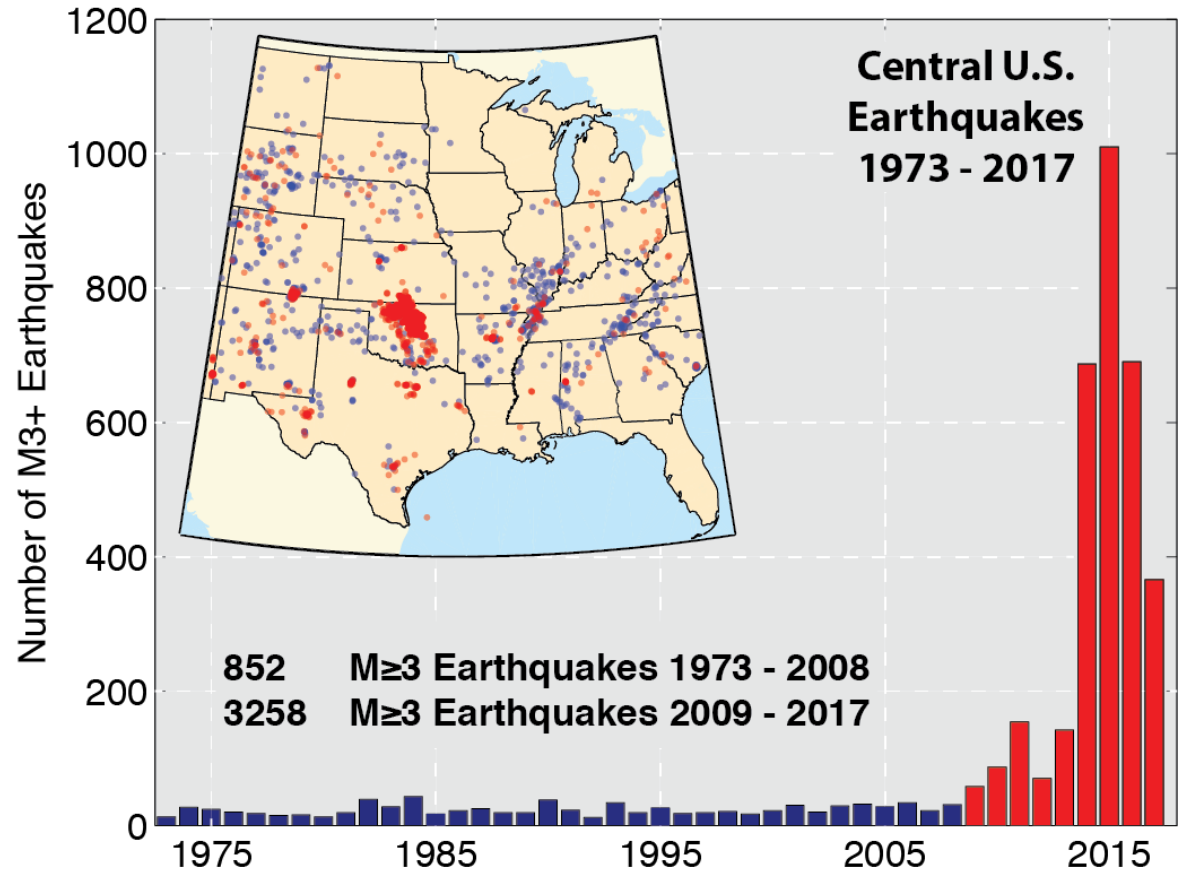 Central U.S.
Earthquakes
1973 - 2017
Number of M3+ Earthquakes
1200
1000
800
600
400
200
0
852 M≥3 Earthquakes 1973 - 2008
3258 M≥3 Earthquakes 2009 - 2017
1975 1985 1995 2005 2015